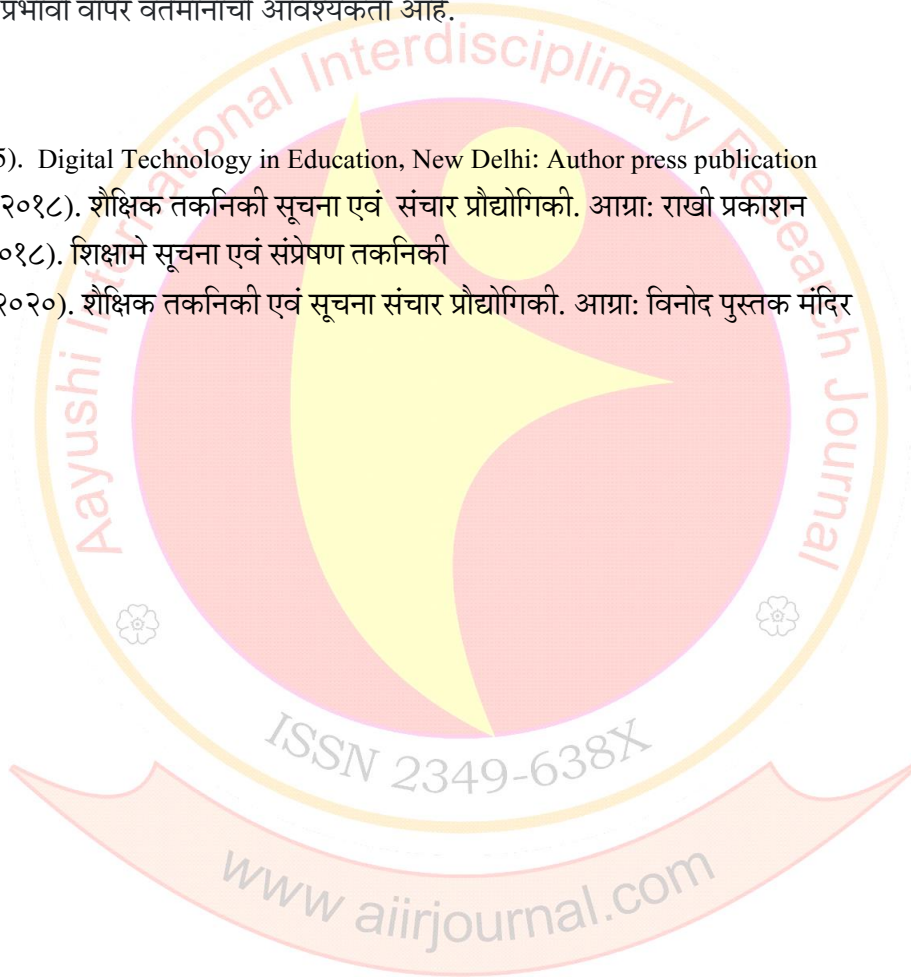 प्रभावी वापर वर्तमानाची आवश्यकता आहे.
5). Digital Technology in Education, New Delhi: Author press publication
२०१८). शैक्षिक तकनिकी सूचना एवं संचार प्रौद्योगिकी. आग्रा: राखी प्रकाशन
०१८). शिक्षामे सूचना एवं संप्रेषण तकनिकी
२०२०). शैक्षिक तकनिकी एवं सूचना संचार प्रौद्योगिकी. आग्रा: विनोद पुस्तक मंदिर
Aayushi International Interdisciplinary Research Journal
ISSN 2349-638X
www aiirjournal.com